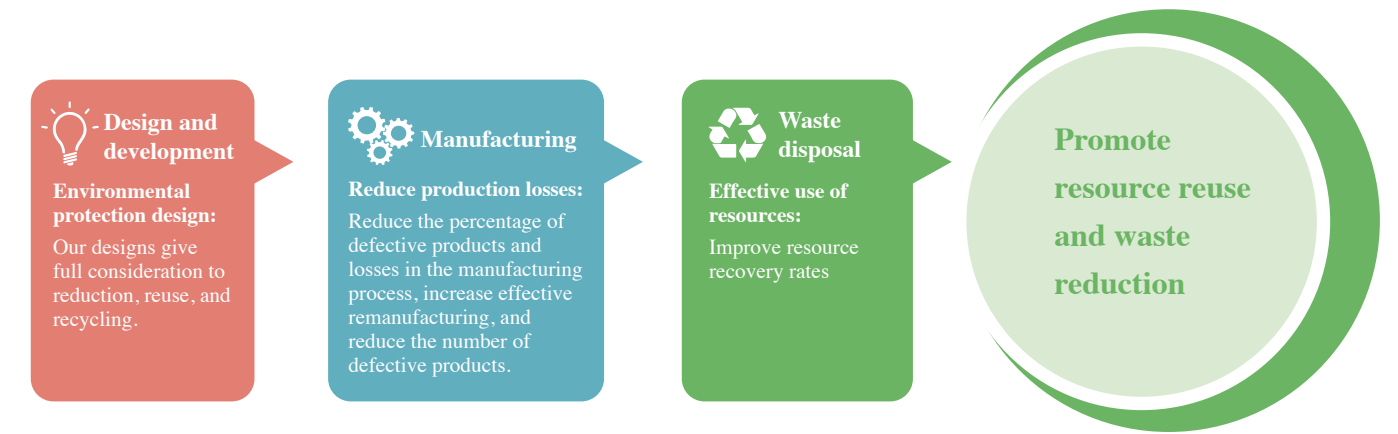 Design and
development
Environmental
protection design:
Our designs give
full consideration to
reduction, reuse, and
recycling.
Manufacturing
Reduce production losses:
Reduce the percentage of
defective products and
losses in the manufacturing
process, increase effective
remanufacturing, and
reduce the number of
defective products.
Waste
disposal
Effective use of
resources:
Improve resource
recovery rates
Promote
resource reuse
and waste
reduction